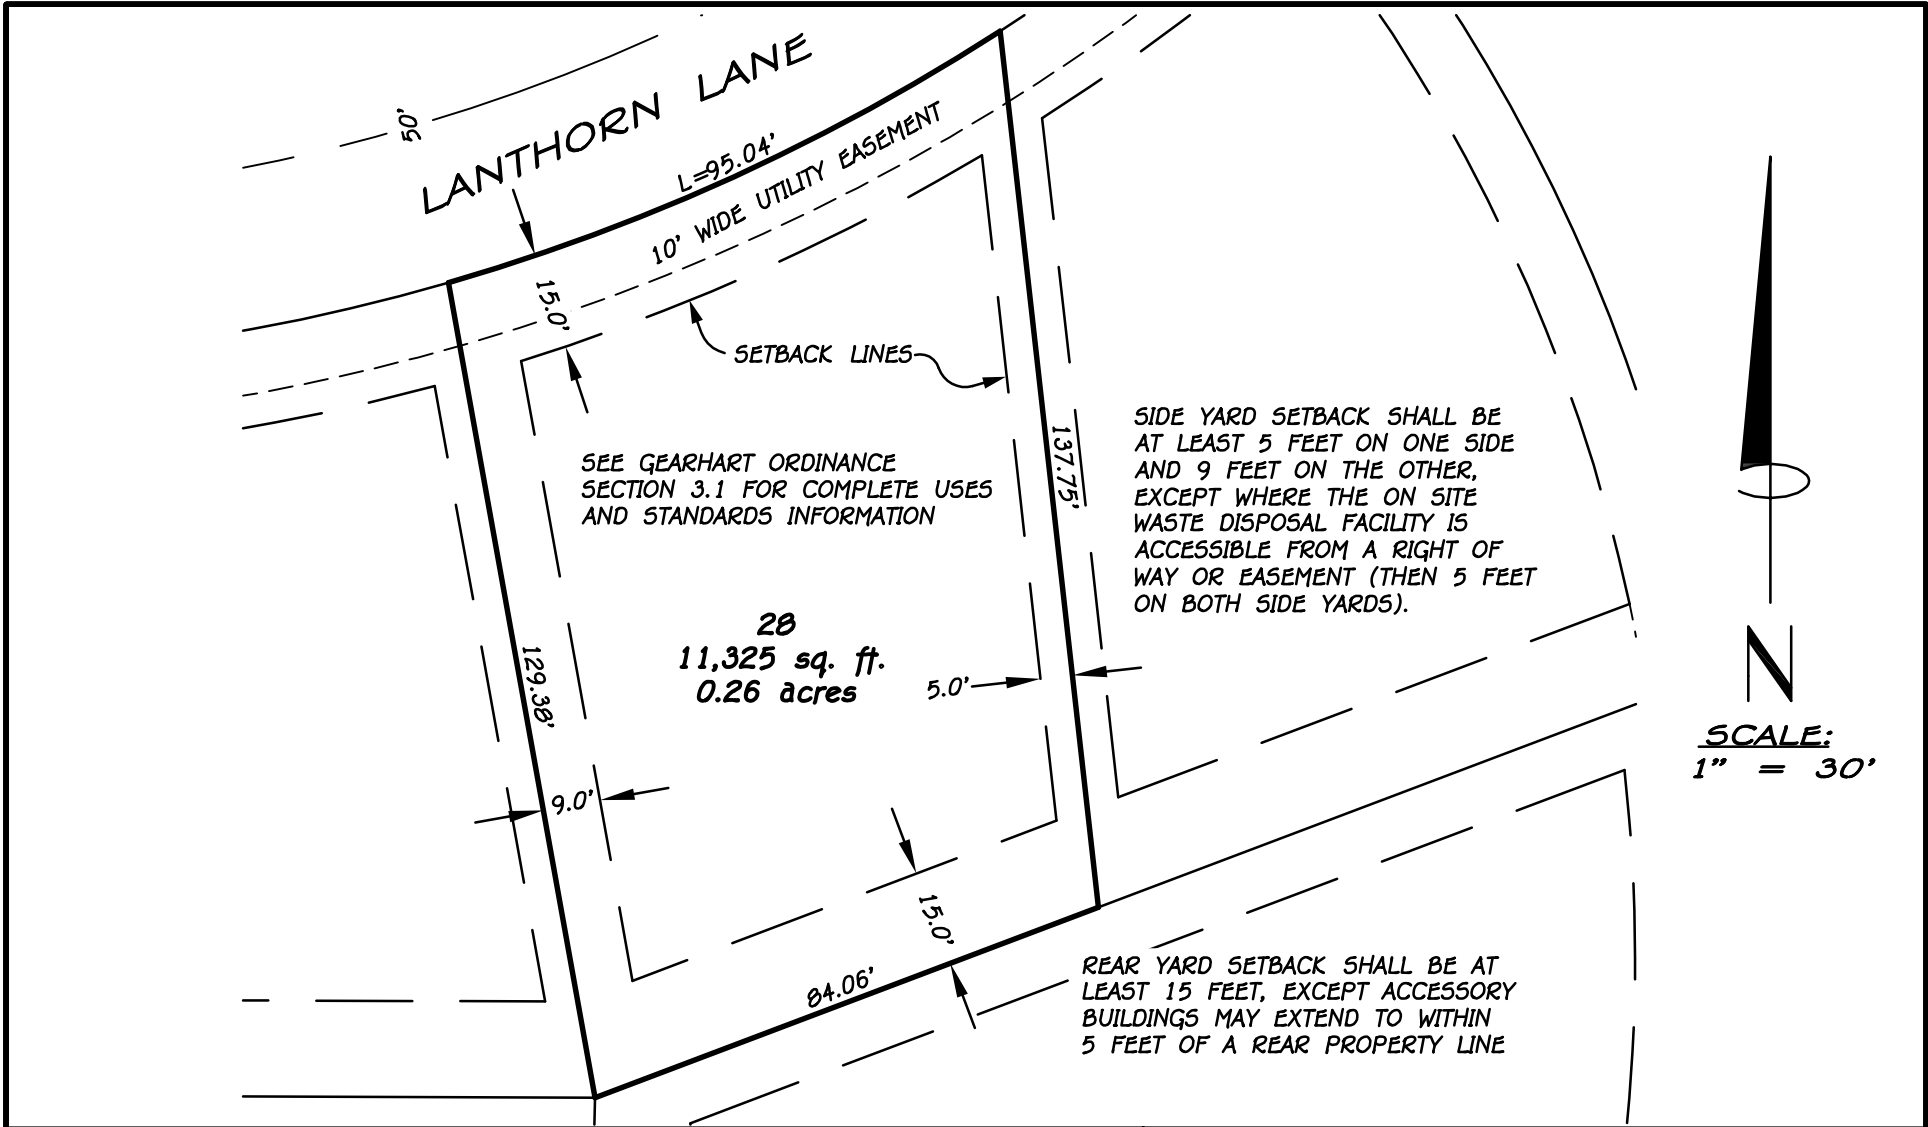 50'
LANTHORN LANE
L=95.04'
10' WIDE UTILITY EASEMENT
15.0'
SETBACK LINES
SEE GEARHART ORDINANCE
SECTION 3.1 FOR COMPLETE USES
AND STANDARDS INFORMATION
137.75'
SIDE YARD SETBACK SHALL BE
AT LEAST 5 FEET ON ONE SIDE
AND 9 FEET ON THE OTHER,
EXCEPT WHERE THE ON SITE
WASTE DISPOSAL FACILITY IS
ACCESSIBLE FROM A RIGHT OF
WAY OR EASEMENT (THEN 5 FEET
ON BOTH SIDE YARDS).
28
11,325 sq. ft.
0.26 acres
129.38'
5.0'
9.0'
N
SCALE:
1" = 30'
15.0'
84.06'
REAR YARD SETBACK SHALL BE AT
LEAST 15 FEET, EXCEPT ACCESSORY
BUILDINGS MAY EXTEND TO WITHIN
5 FEET OF A REAR PROPERTY LINE